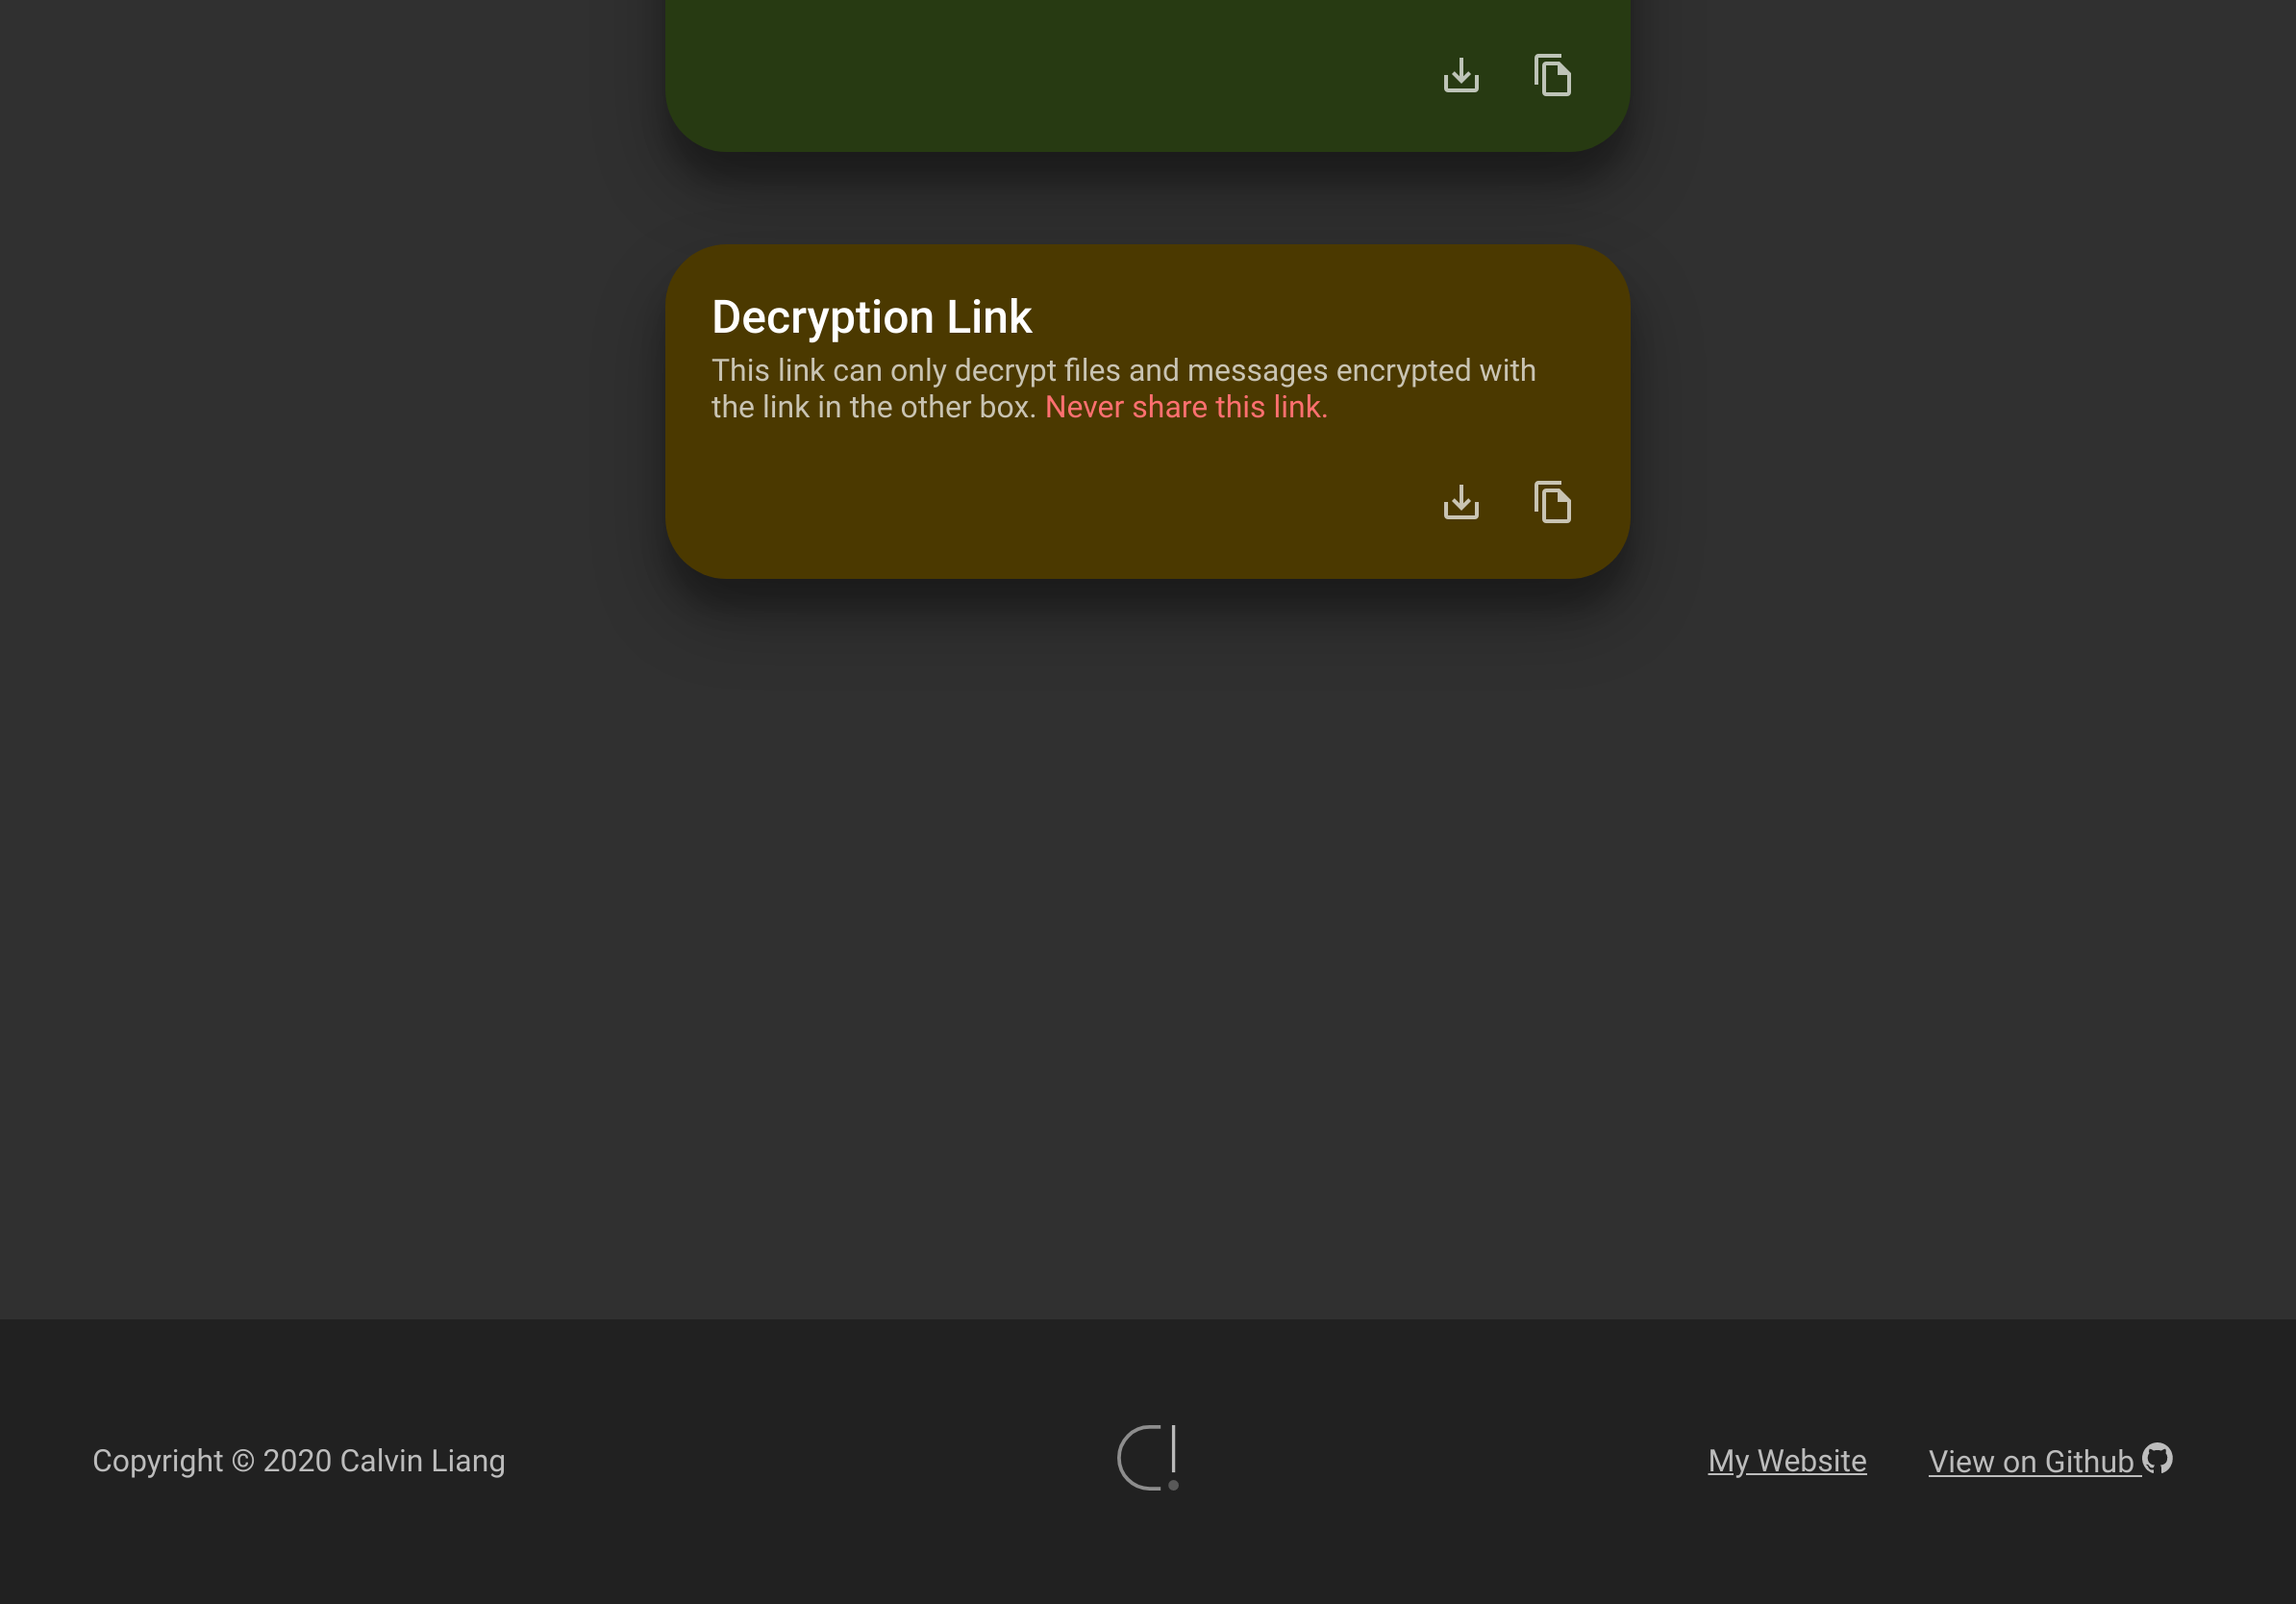 Decryption Link
This link can only decrypt files and messages encrypted with
the link in the other box. Never share this link.
Copyright © 2020 Calvin Liang
My Website
View on Github